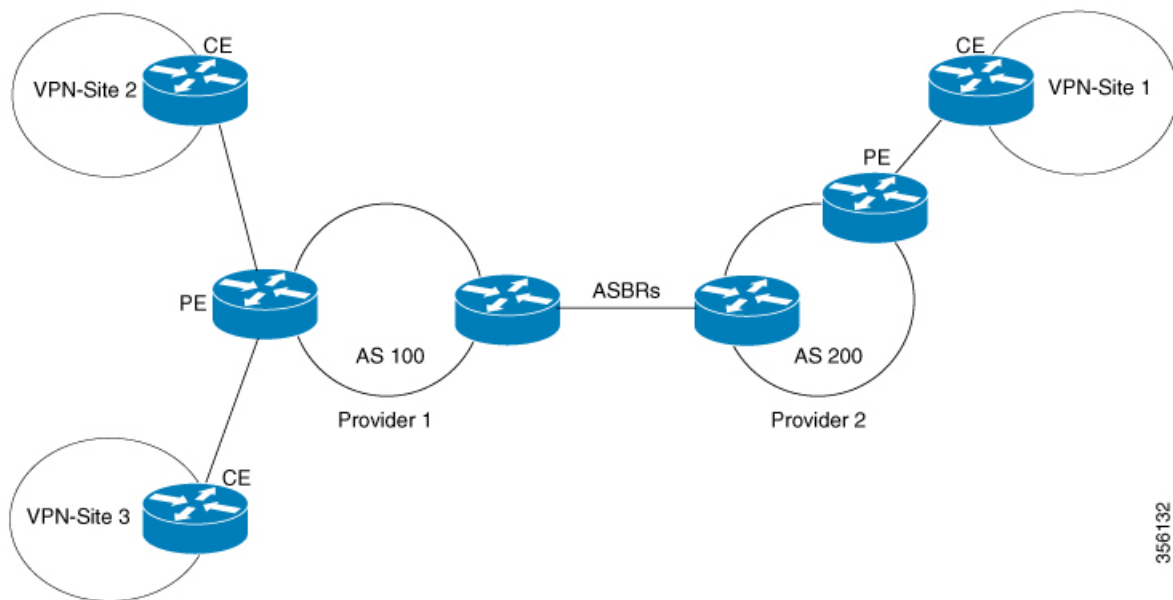 CE
CE
VPN-Site 2
VPN-Site 1
PE
ASBRs
PE
AS 100
AS 200
Provider 1
Provider 2
CE
VPN-Site 3
356132